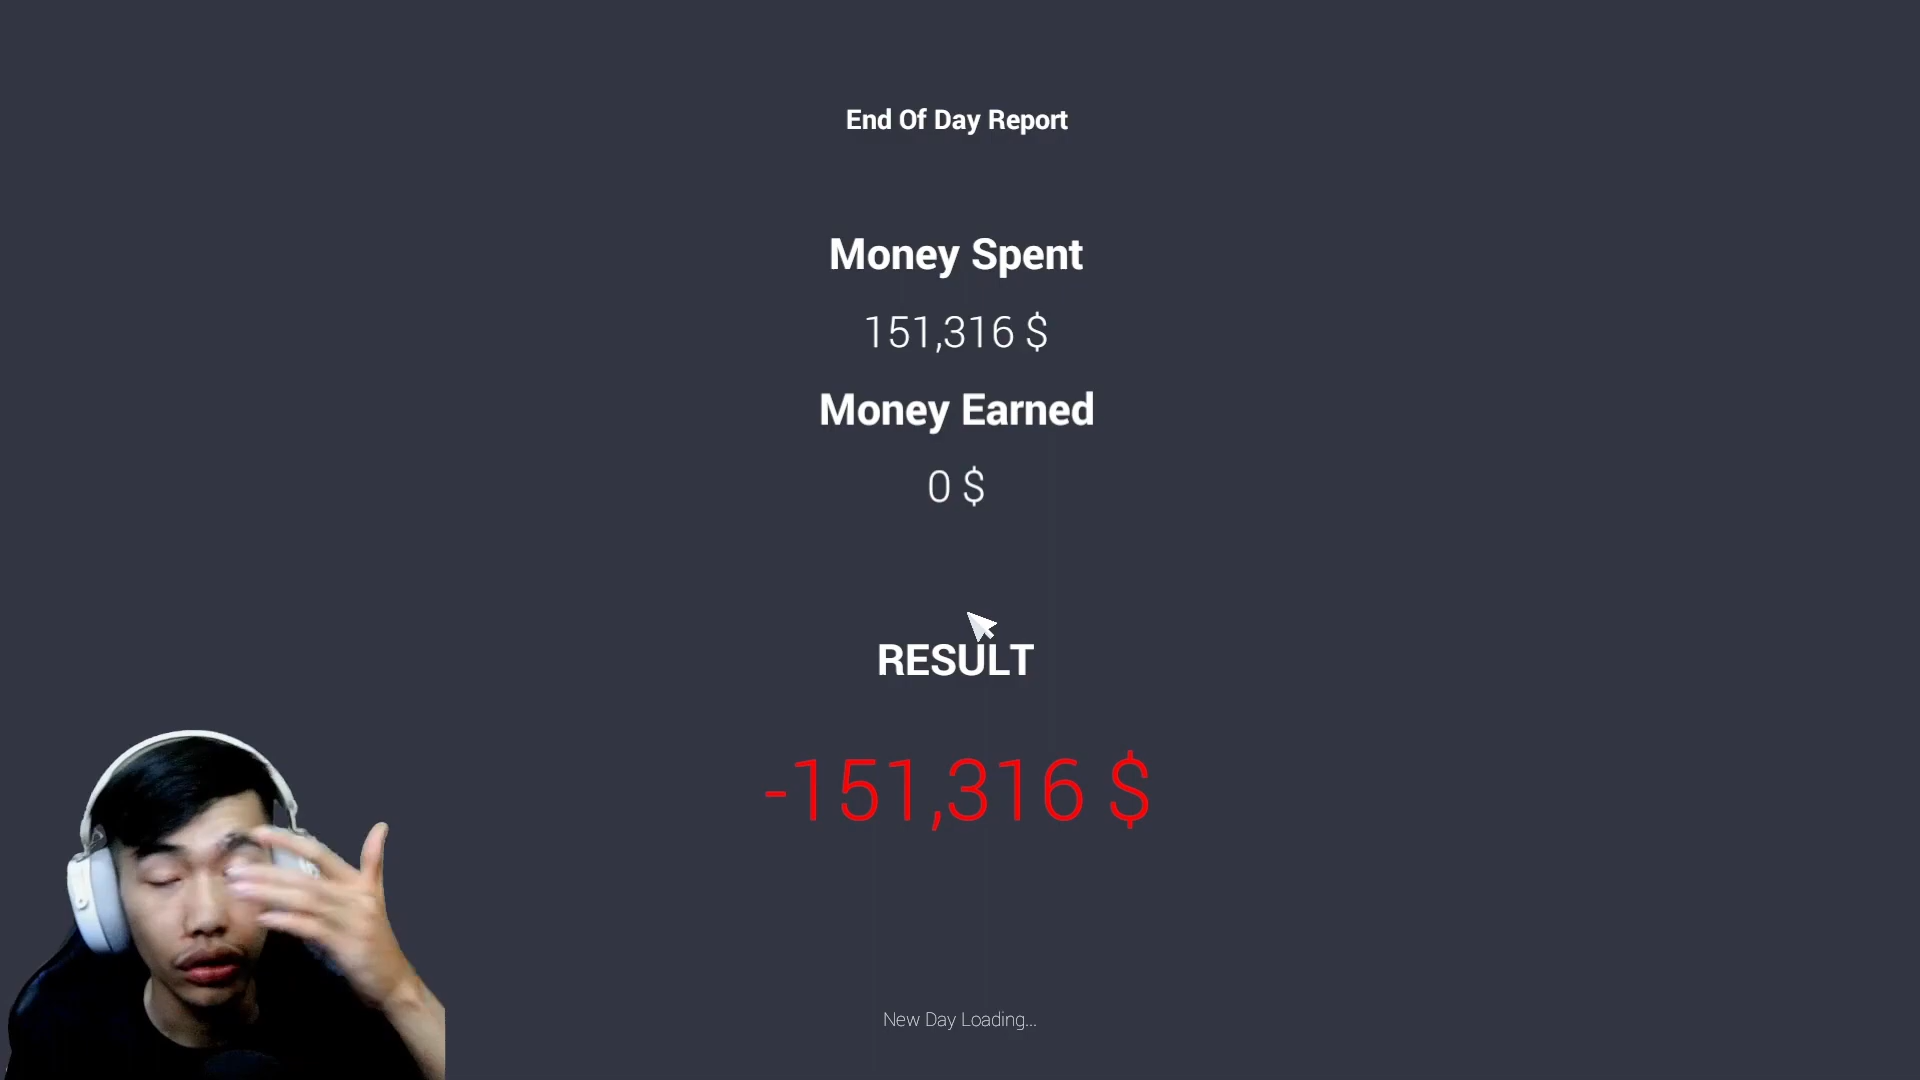 End Of Day Report
Money Spent
151,316 $
Money Earned
0 $
RESULT
-151,316 $
New Day Loading...